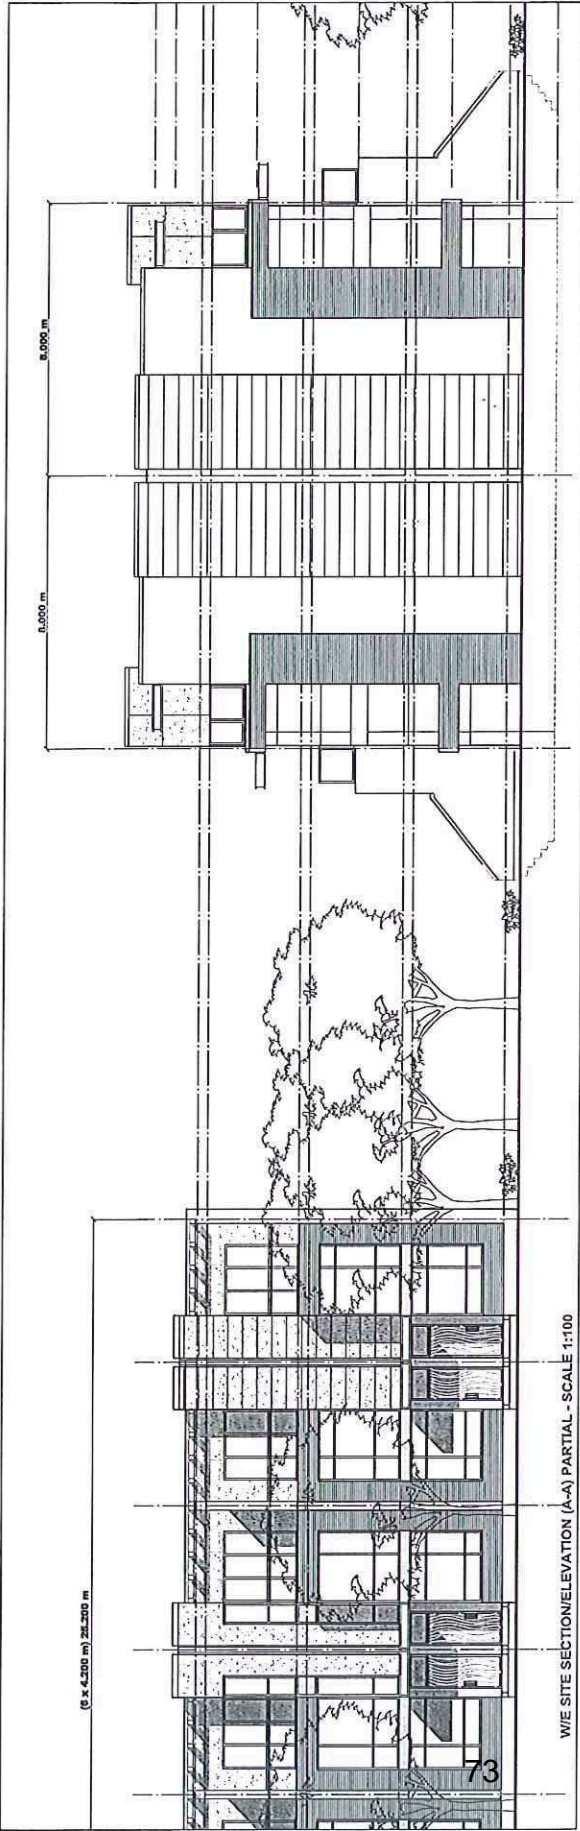 8.000 m
8.000 m
(6 x 4.200 m) 25.200 m
W/E SITE SECTION/ELEVATION (A-A) PARTIAL - SCALE 1:100
73